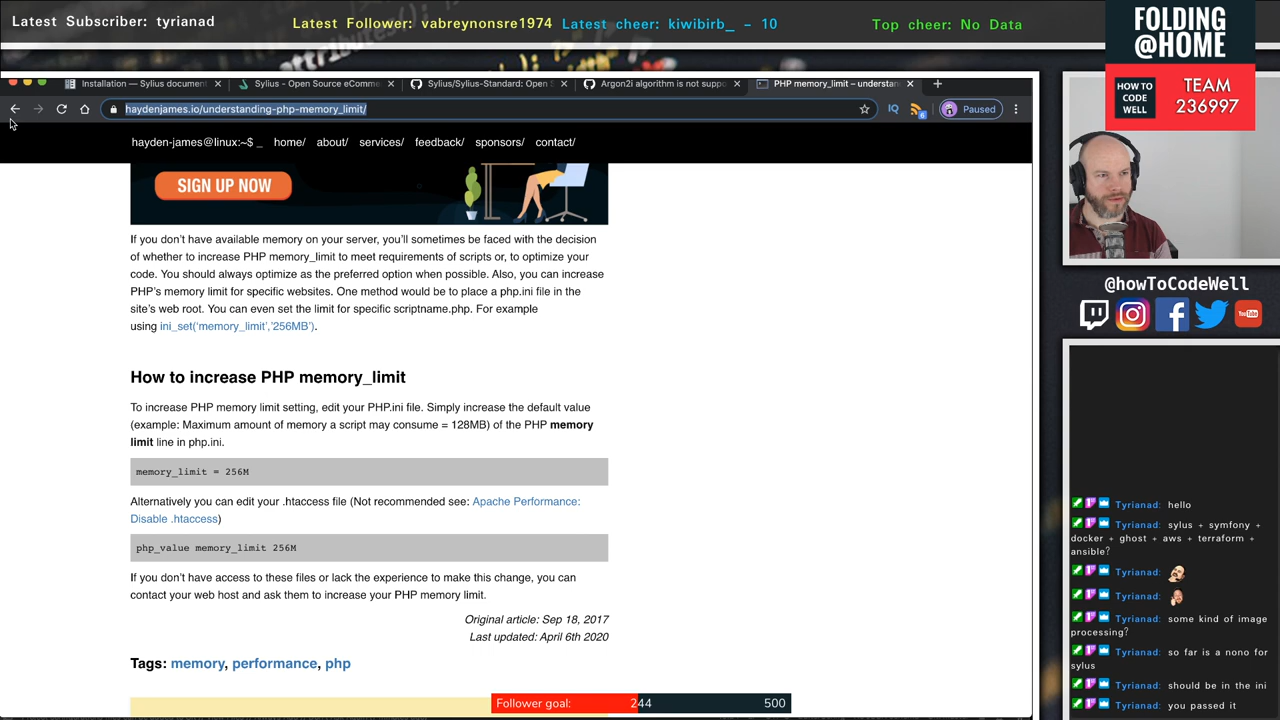 Latest Subscriber: tyrianad
Latest Follower: vabreynonsre1974
Latest cheer: kiwibirb_ - 10
Top cheer: No Data
FOLDING
@HOME
HOW TO
CODE
WELL
TEAM
236997
Installation — Sylius document
Sylius - Open Source eComme
Sylius/Sylius-Standard: Open S
Argon2i algorithm is not suppo
PHP memory_limit – understan
haydenjames.io/understanding-php-memory_limit/
IQ
6
Paused
hayden-james@linux:~$ _ home/ about/ services/ feedback/ sponsors/ contact/
SIGN UP NOW
If you don't have available memory on your server, you'll sometimes be faced with the decision
of whether to increase PHP memory_limit to meet requirements of scripts or, to optimize your
code. You should always optimize as the preferred option when possible. Also, you can increase
PHP's memory limit for specific websites. One method would be to place a php.ini file in the
site's web root. You can even set the limit for specific scriptname.php. For example
using ini_set('memory_limit','256MB').
How to increase PHP memory_limit
To increase PHP memory limit setting, edit your PHP.ini file. Simply increase the default value
(example: Maximum amount of memory a script may consume = 128MB) of the PHP memory
limit line in php.ini.
memory_limit = 256M
Alternatively you can edit your .htaccess file (Not recommended see: Apache Performance:
Disable .htaccess)
php_value memory_limit 256M
If you don't have access to these files or lack the experience to make this change, you can
contact your web host and ask them to increase your PHP memory limit.
Original article: Sep 18, 2017
Last updated: April 6th 2020
Tags: memory, performance, php
Follower goal: 244 500
@howToCodeWell
You Tube
Tyrianad: hello
Tyrianad: sylus + symfony +
docker + ghost + aws + terraform +
ansible?
Tyrianad:
Tyrianad:
Tyrianad: some kind of image
processing?
Tyrianad: so far is a nono for
sylus
Tyrianad: should be in the ini
Tyrianad: you passed it